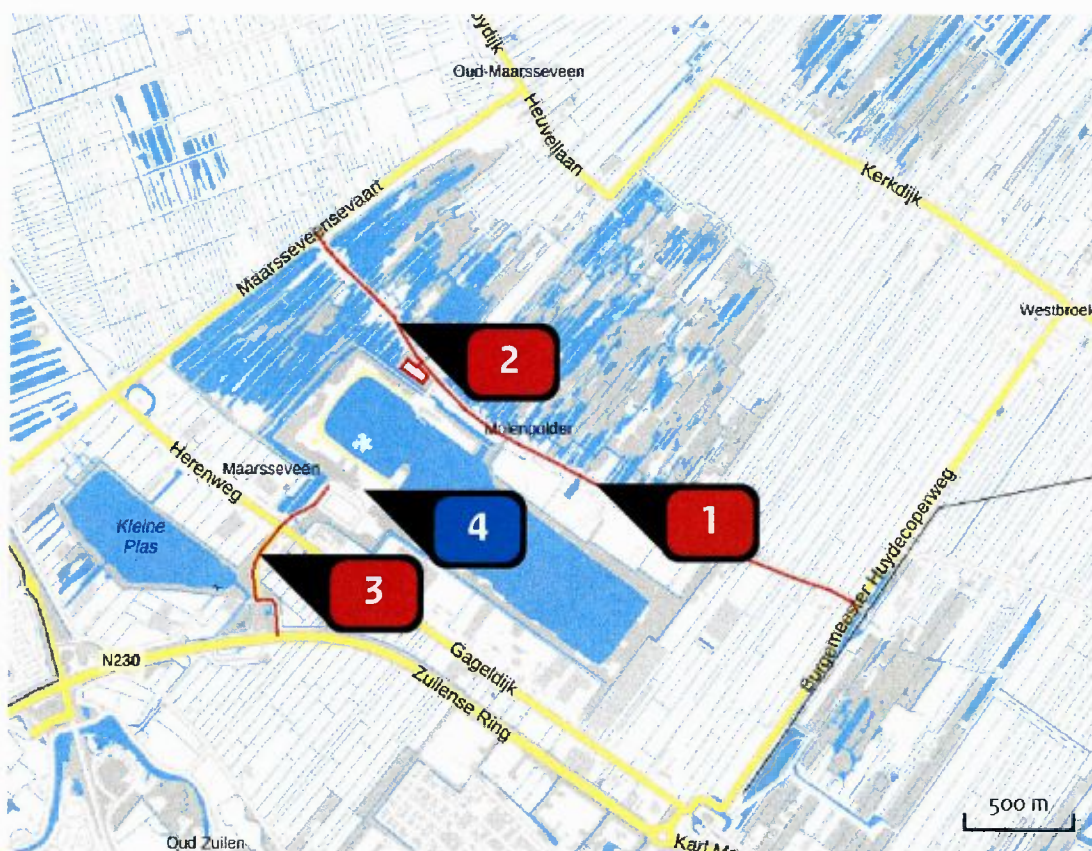 Oud-Maarsseveen
Heuvellaan
Kerkdijk
Maarsseveensevaart
Westbroek
2
Molenpolder
Herenweg
Maarsseveen
1
4
Kleine
Plas
3
Burgemeester Huydecoperweg
N230
Gageldijk
Zuilense Ring
500 m
Oud Zuilen
Karl